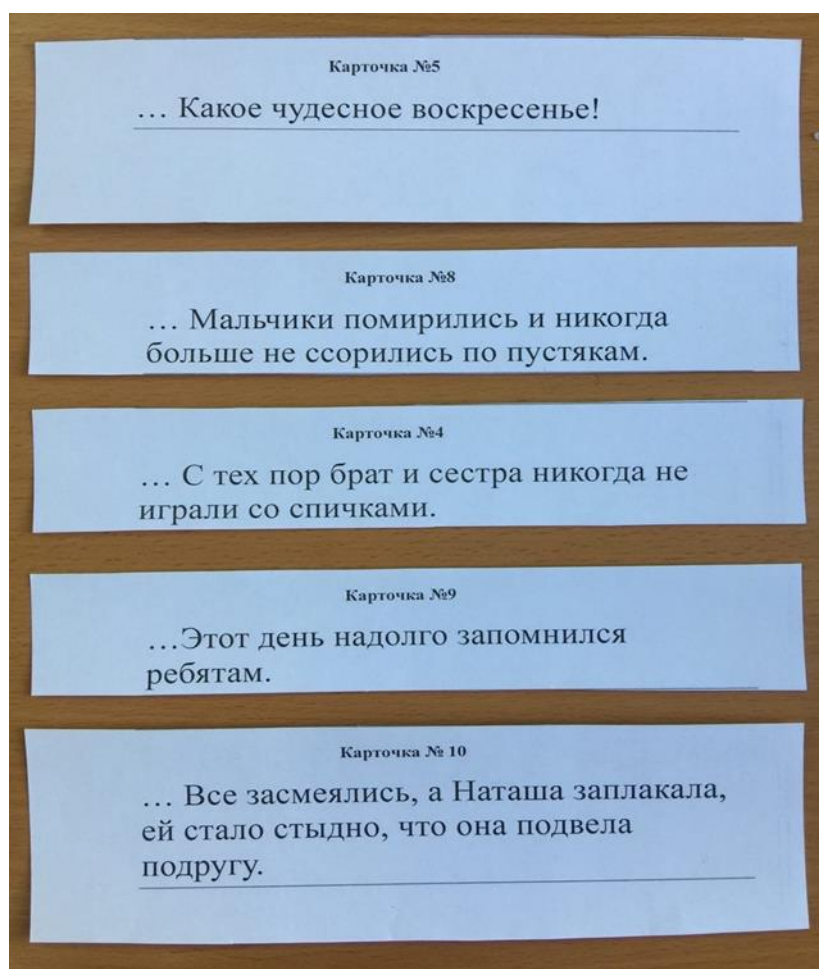 Карточка №5
… Какое чудесное воскресенье!
Карточка №8
… Мальчики помирились и никогда
больше не ссорились по пустякам.
Карточка №4
… С тех пор брат и сестра никогда не
играли со спичками.
Карточка №9
…Этот день надолго запомнился
ребятам.
Карточка № 10
… Все засмеялись, а Наташа заплакала,
ей стало стыдно, что она подвела
подругу.